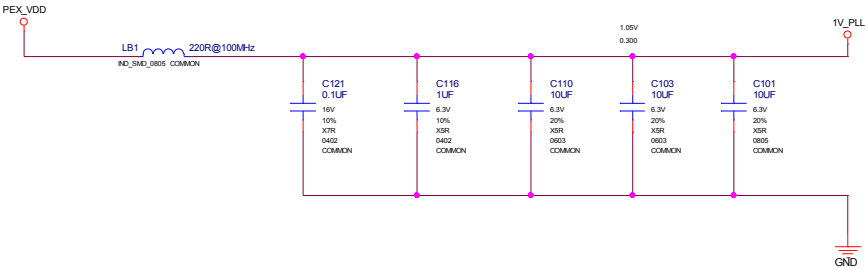 PEX_VDD
1V_PLL
1.05V
0.300
LB1 220R@100MHz
IND_SMD_0805 COMMON
C121
0.1UF
16V
10%
X7R
0402
COMMON
C116
1UF
6.3V
10%
X5R
0402
COMMON
C110
10UF
6.3V
20%
X5R
0603
COMMON
C103
10UF
6.3V
20%
X5R
0603
COMMON
C101
10UF
6.3V
20%
X5R
0805
COMMON
GND